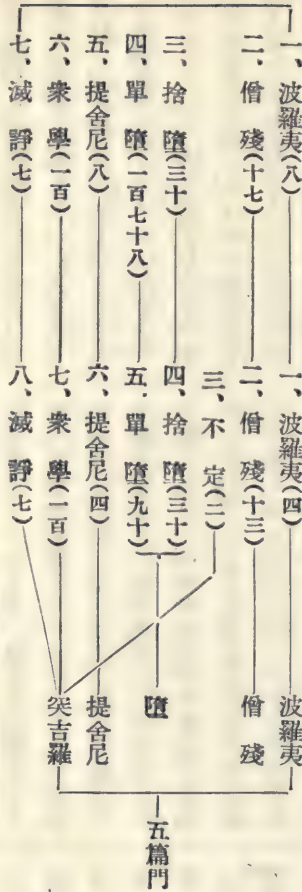 一、波羅夷（八）
二、僧殘（十七）
三、捨墮（三十）
四、單墮（一百七十八）
五、提舍尼（八）
六、衆學（一百）
七、滅諍（七）
一、波羅夷（四）
二、僧殘（十三）
三、不定（二）
四、捨墮（三十）
五、單墮（九十）
六、提舍尼（四）
七、衆學（一百）
八、滅諍（七）
波羅夷
僧殘
墮
提舍尼
突吉羅
五篇門